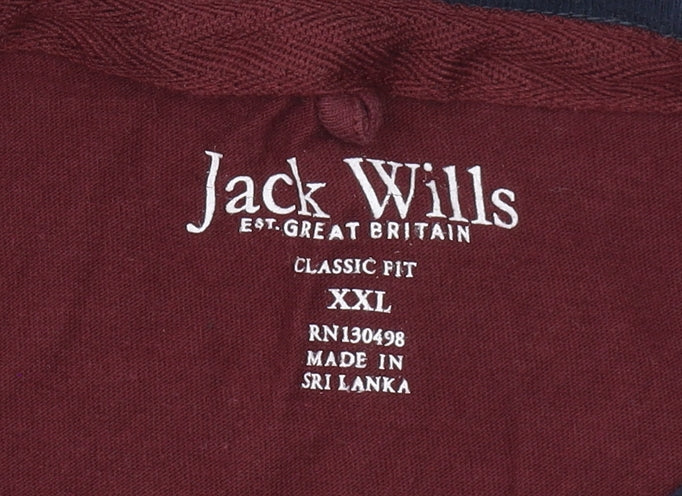 Jack Wills
EST. GREAT BRITAIN
CLASSIC FIT
XXL
RN130498
MADE IN
SRI LANKA